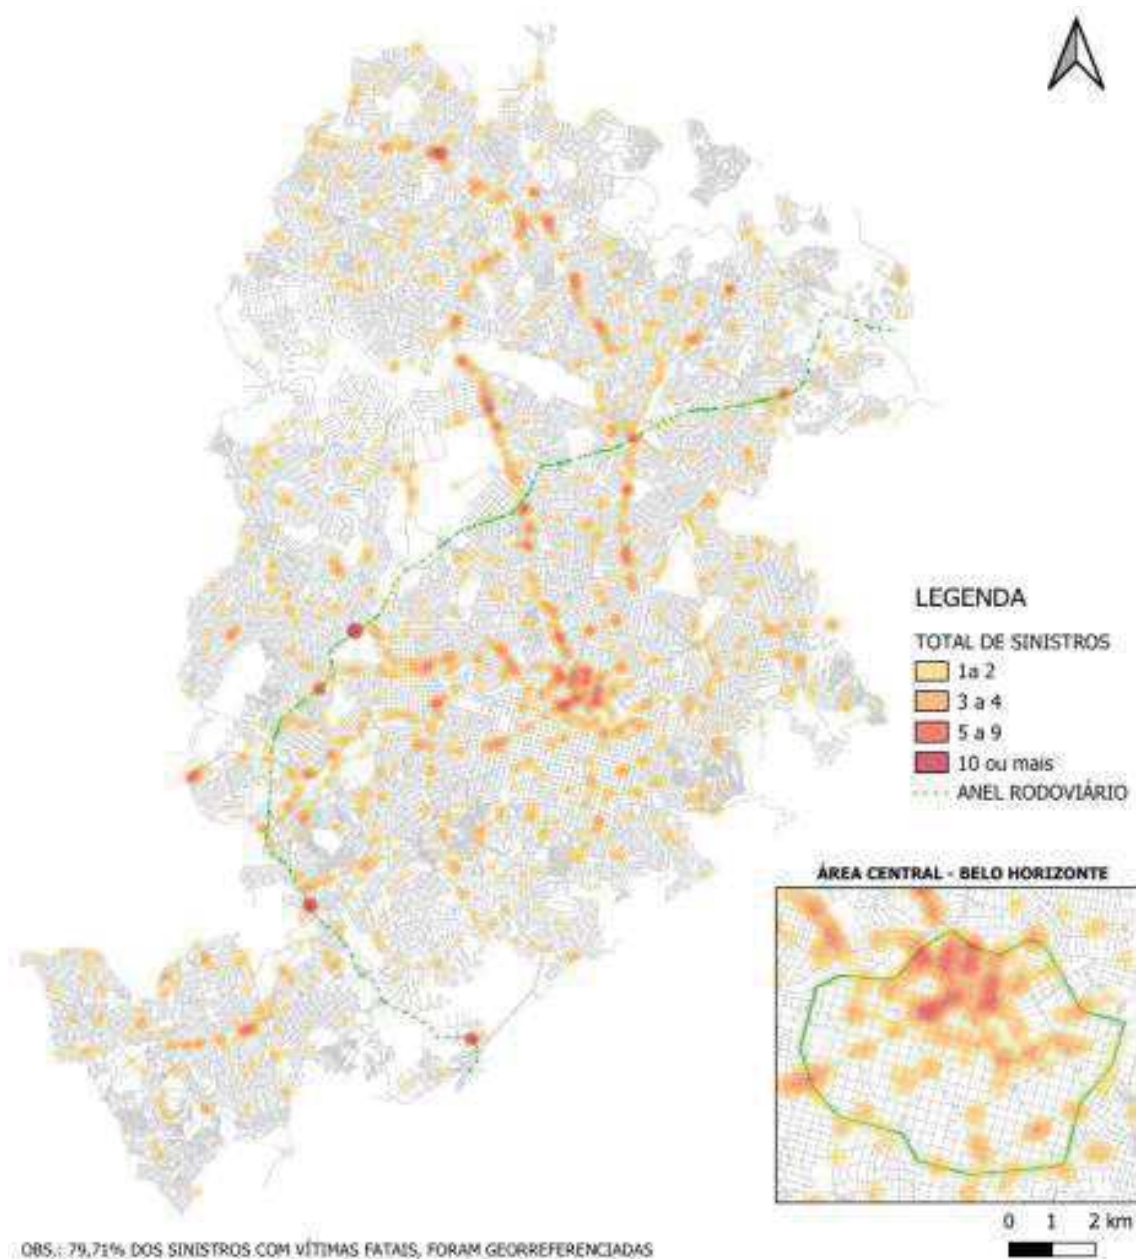 LEGENDA
TOTAL DE SINISTROS
1a 2
3 a 4
5 a 9
10 ou mais
ANEL RODOVIÁRIO
ÁREA CENTRAL - BELO HORIZONTE
0 1 2 km
OBS.: 79,71% DOS SINISTROS COM VÍTIMAS FATAIS, FORAM GEORREFERENCIADAS